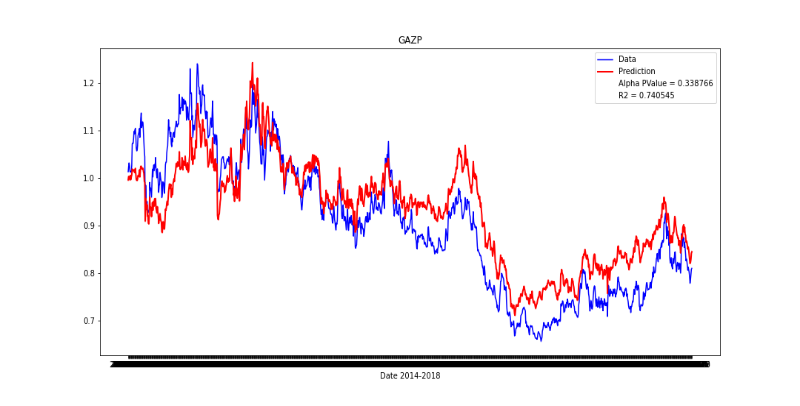 GAZP
Data
Prediction
Alpha PValue = 0.338766
R2 = 0.740545
1.2
1.1
1.0
0.9
0.8
0.7
Date 2014-2018